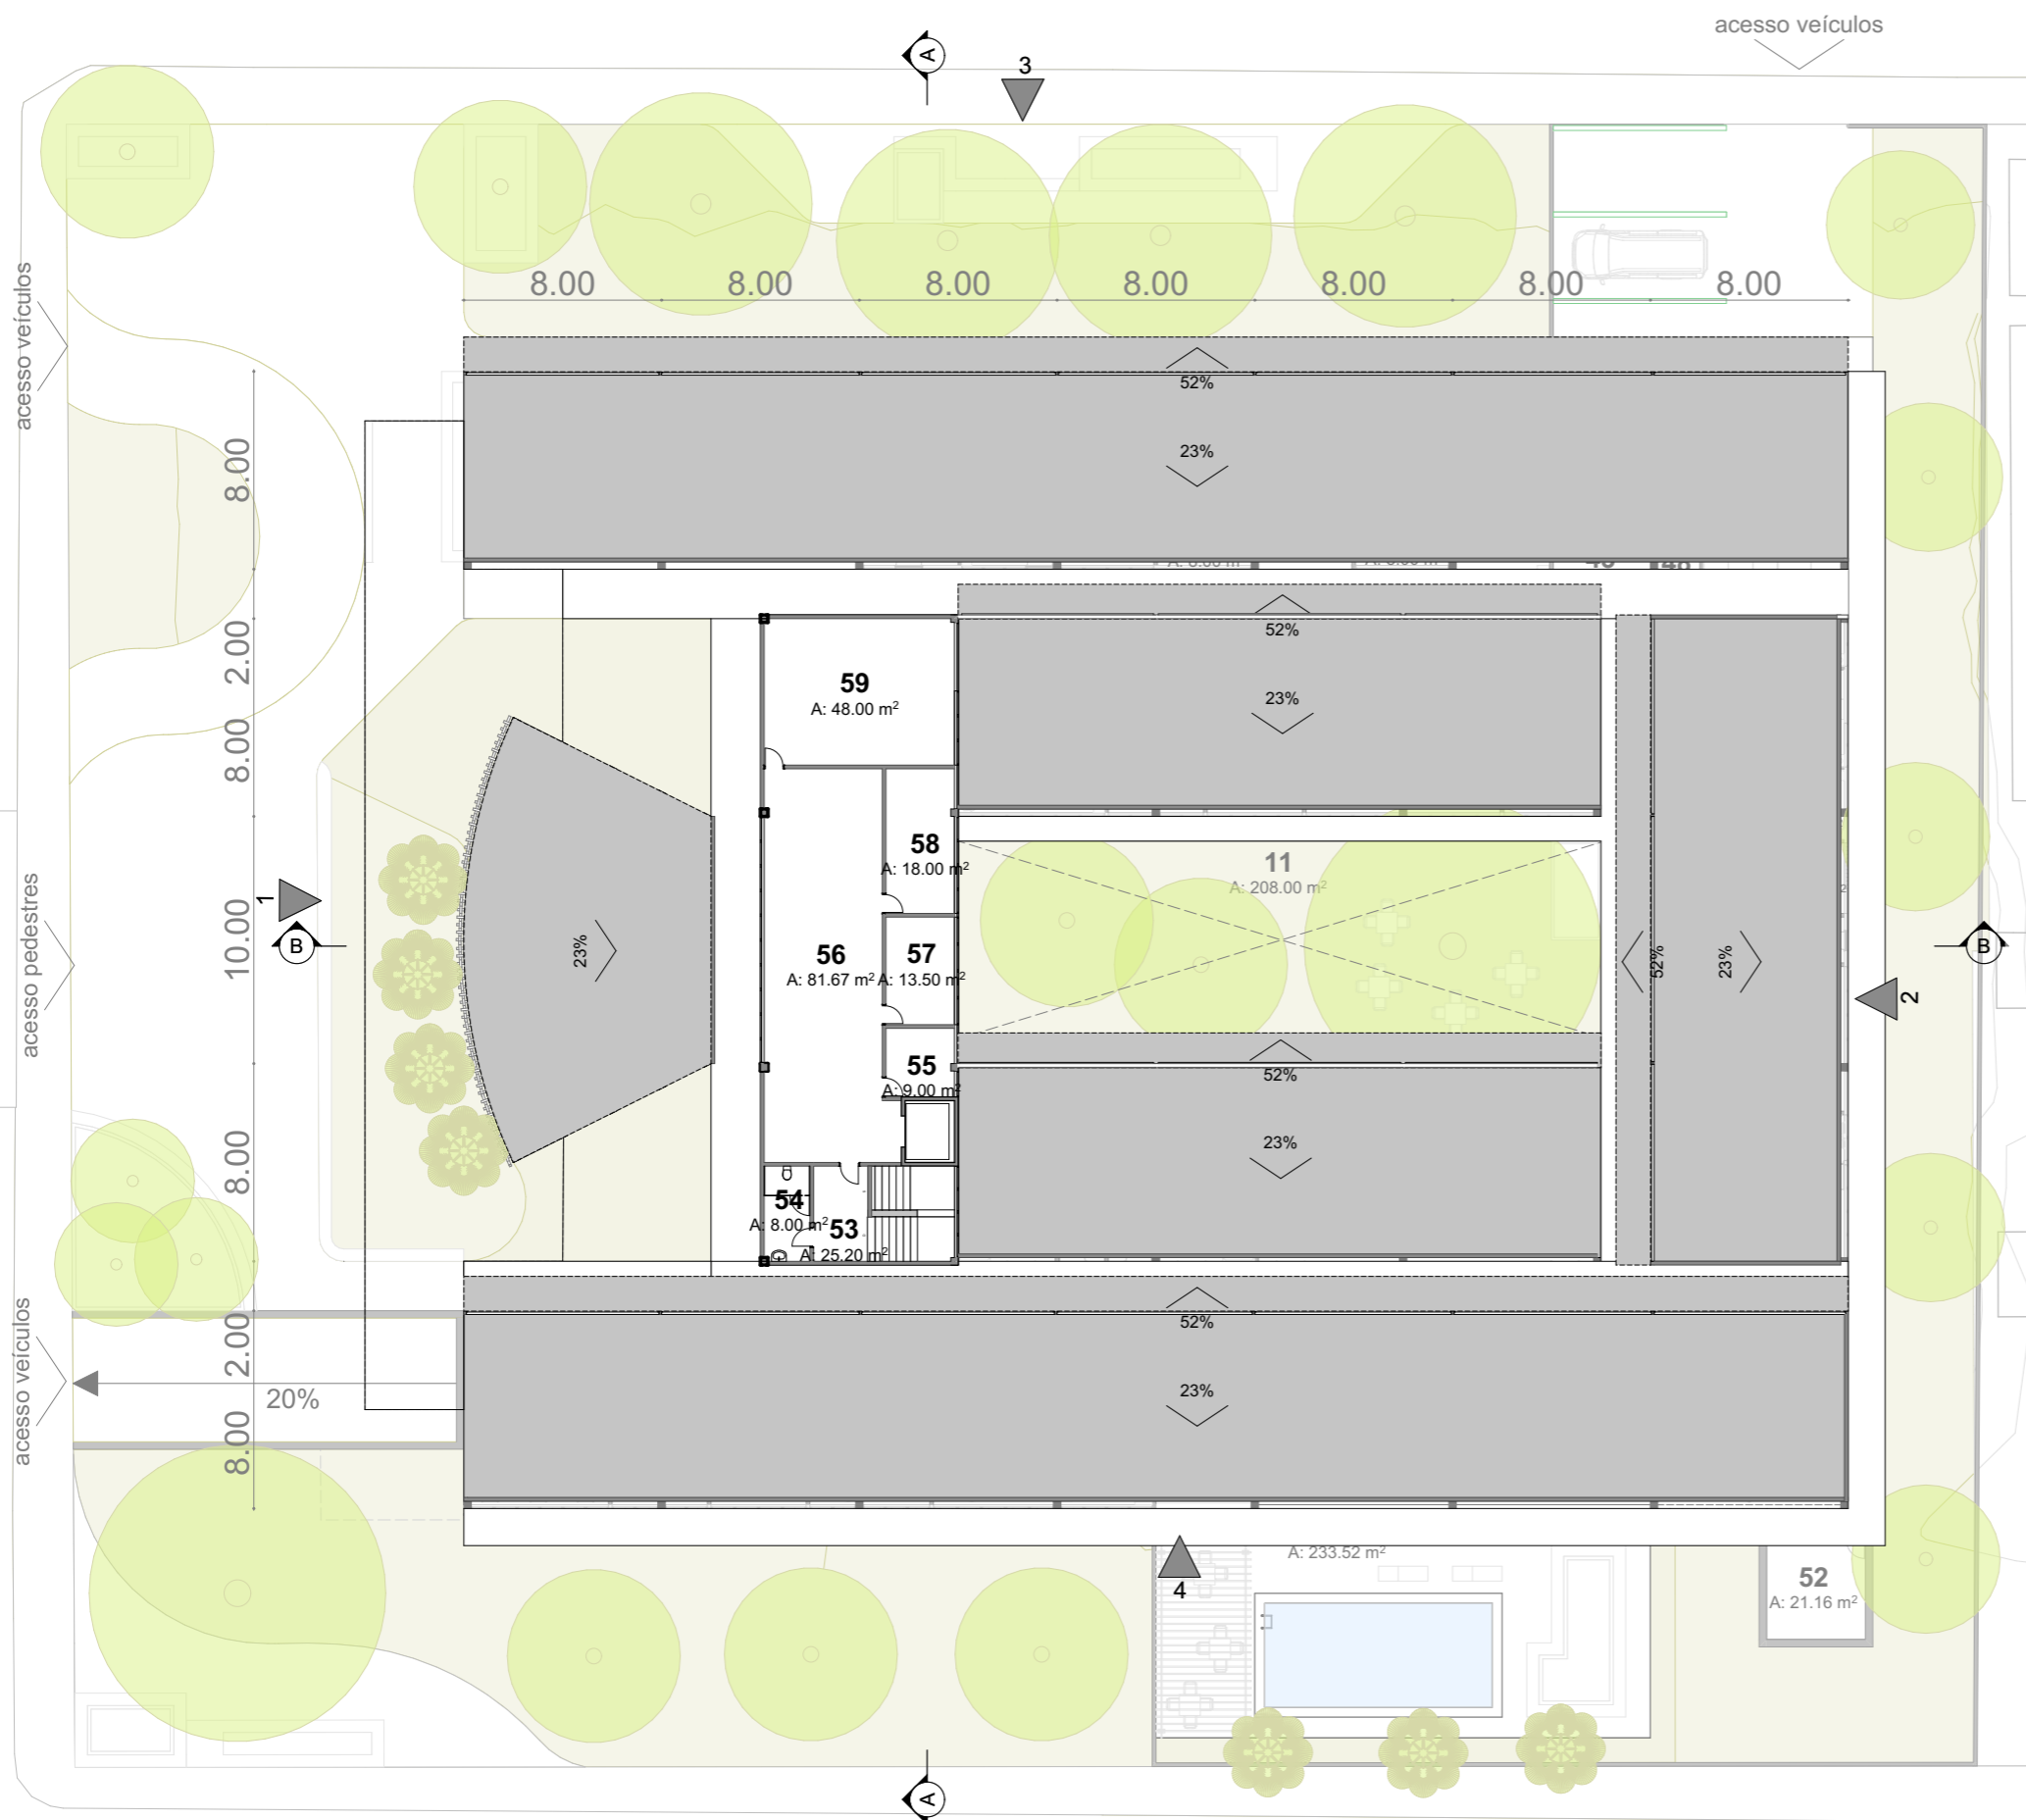 acesso veículos
A
3
acesso veículos
8.00
8.00
8.00
8.00
8.00
8.00
8.00
52%
23%
8.00
2.00
8.00
10.00
8.00
2.00
8.00
59
A: 48.00 m²
52%
23%
58
A: 18.00 m²
11
A: 208.00 m²
acesso pedestres
1
B
23%
56
A: 81.67 m²
57
A: 13.50 m²
52%
23%
B
2
55
A: 9.00 m²
52%
23%
54
A: 8.00 m²
53
A: 25.20 m²
acesso veículos
20%
52%
23%
4
A: 233.52 m²
52
A: 21.16 m²
A